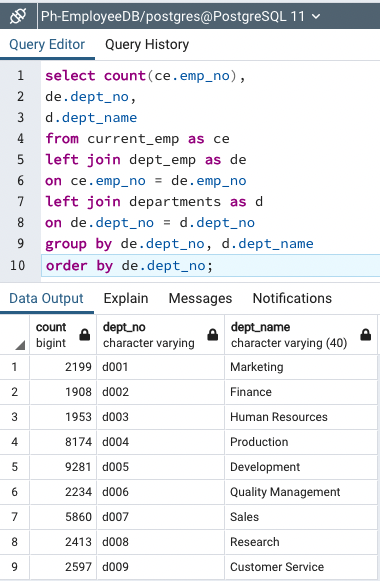 Ph-EmployeeDB/postgres@PostgreSQL 11
Query Editor Query History
1 select count(ce.emp_no),
2 de.dept_no,
3 d.dept_name
4 from current_emp as ce
5 left join dept_emp as de
6 on ce.emp_no = de.emp_no
7 left join departments as d
8 on de.dept_no = d.dept_no
9 group by de.dept_no, d.dept_name
10 order by de.dept_no;
Data Output Explain Messages Notifications
count dept_no dept_name
bigint character varying character varying (40)
1 2199 d001 Marketing
2 1908 d002 Finance
3 1953 d003 Human Resources
4 8174 d004 Production
5 9281 d005 Development
6 2234 d006 Quality Management
7 5860 d007 Sales
8 2413 d008 Research
9 2597 d009 Customer Service